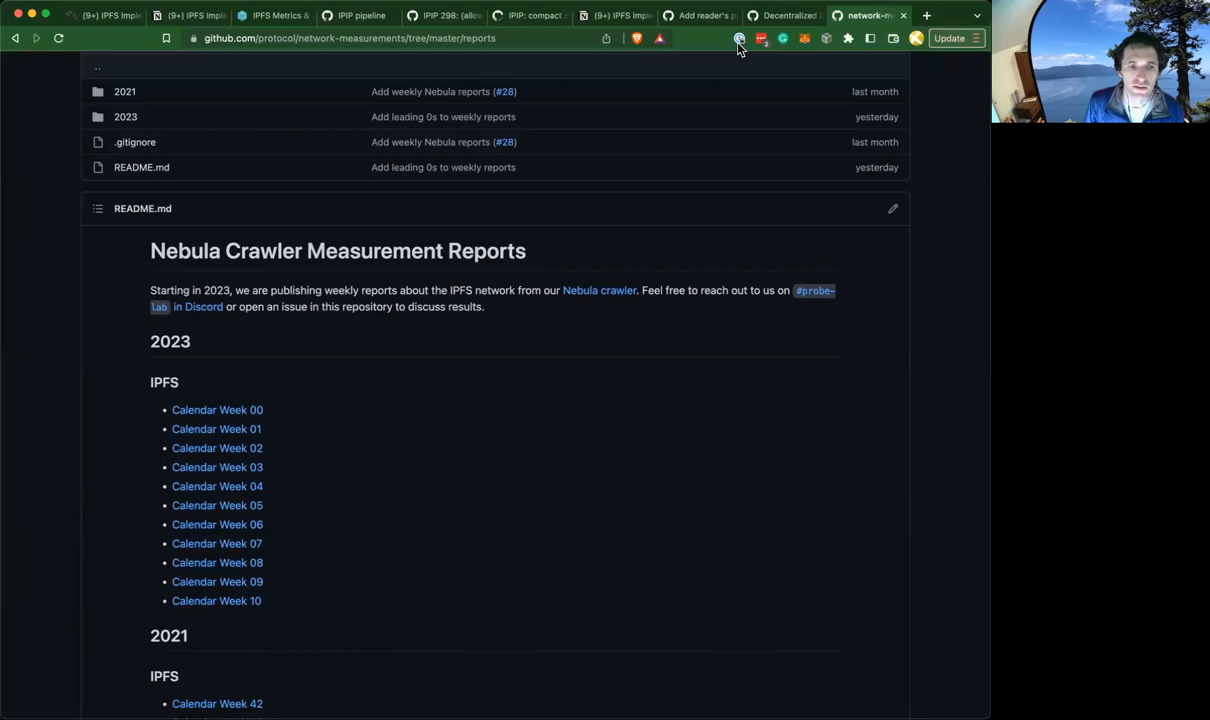 (9+) IPFS Imple
(9+) IPFS Imple
IPFS Metrics &
IPIP pipeline
IPIP 298: (allow
IPIP: compact
(9+) IPFS Imple
Add reader's p
Decentralized
network-m
github.com/protocol/network-measurements/tree/master/reports
2
Update
..
2021 Add weekly Nebula reports (#28) last month
2023 Add leading 0s to weekly reports yesterday
.gitignore Add weekly Nebula reports (#28) last month
README.md Add leading 0s to weekly reports yesterday
README.md
Nebula Crawler Measurement Reports
Starting in 2023, we are publishing weekly reports about the IPFS network from our Nebula crawler. Feel free to reach out to us on #probe-
lab in Discord or open an issue in this repository to discuss results.
2023
IPFS
• Calendar Week 00
• Calendar Week 01
• Calendar Week 02
• Calendar Week 03
• Calendar Week 04
• Calendar Week 05
• Calendar Week 06
• Calendar Week 07
• Calendar Week 08
• Calendar Week 09
• Calendar Week 10
2021
IPFS
• Calendar Week 42